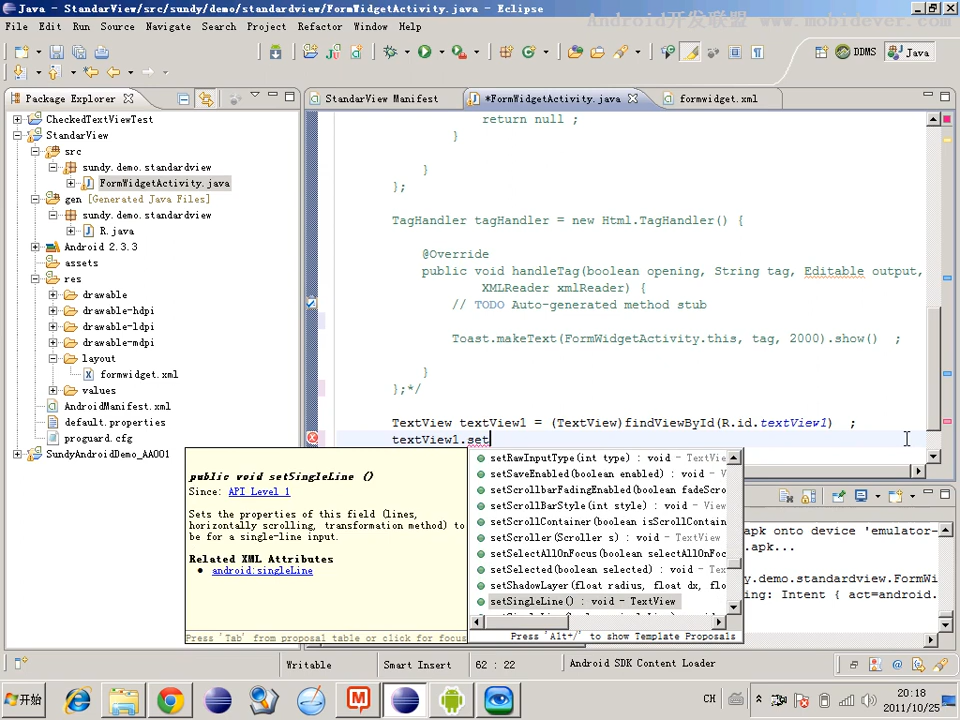 Java - StandarView/src/sundy/demo/standardview/FormWidgetActivity.java - Eclipse
Android开发联盟 www.mobidever.com
File Edit Run Source Navigate Search Project Refactor Window Help
DDMS Java
Package Explorer
StandarView Manifest
*FormWidgetActivity.java
formwidget.xml
CheckedTextViewTest
StandarView
src
sundy.demo.standardview
FormWidgetActivity.java
gen [Generated Java Files]
sundy.demo.standardview
R.java
Android 2.3.3
assets
res
drawable
drawable-hdpi
drawable-ldpi
drawable-mdpi
layout
formwidget.xml
values
AndroidManifest.xml
default.properties
proguard.cfg
SundyAndroidDemo_AA001
return null ;
}
}
};
TagHandler tagHandler = new Html.TagHandler() {
@Override
public void handleTag(boolean opening, String tag, Editable output,
XMLReader xmlReader) {
// TODO Auto-generated method stub
Toast.makeText(FormWidgetActivity.this, tag, 2000).show() ;
}
};*/
TextView textView1 = (TextView)findViewById(R.id.textView1) ;
textView1.set
public void setSingleLine ()
Since: API Level 1
Sets the properties of this field (lines,
horizontally scrolling, transformation method) to
be for a single-line input.
Related XML Attributes
android:singleLine
Press 'Tab' from proposal table or click for focus
setRawInputType(int type) : void - TextVie
setSaveEnabled(boolean enabled) : void - V
setScrollbarFadingEnabled(boolean fadeScro
setScrollBarStyle(int style) : void - View
setScrollContainer(boolean isScrollContain
setScroller(Scroller s) : void - TextView
setSelectAllOnFocus(boolean selectAllOnFoc
setSelected(boolean selected) : void - Tex
setShadowLayer(float radius, float dx, flo
setSingleLine() : void - TextView
Press 'Alt+/' to show Template Proposals
apk onto device 'emulator-
.apk...
y.demo.standardview.FormWi
ng: Intent { act=android.
Writable
Smart Insert
62 : 22
Android SDK Content Loader
开始
CH
20:18
2011/10/25